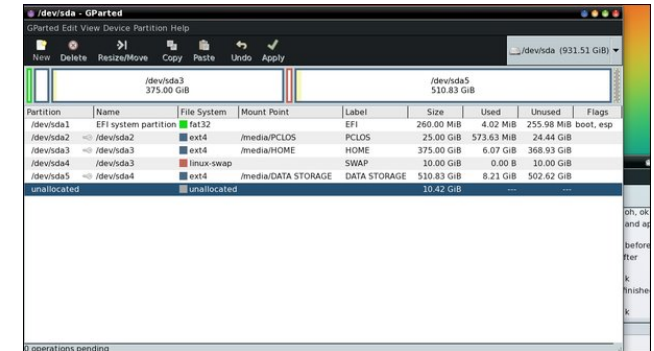 /dev/sda - GParted
GParted Edit View Device Partition Help
New Delete Resize/Move Copy Paste Undo Apply
/dev/sda (931.51 GiB)
/dev/sda3
375.00 GiB
/dev/sda5
510.83 GiB
Partition Name File System Mount Point Label Size Used Unused Flags
/dev/sda1 EFI system partition fat32 EFI 260.00 MiB 4.02 MiB 255.98 MiB boot, esp
/dev/sda2 /dev/sda2 ext4 /media/PCLOS PCLOS 25.00 GiB 573.63 MiB 24.44 GiB
/dev/sda3 /dev/sda3 ext4 /media/HOME HOME 375.00 GiB 6.07 GiB 368.93 GiB
/dev/sda4 /dev/sda3 linux-swap SWAP 10.00 GiB 0.00 B 10.00 GiB
/dev/sda5 /dev/sda4 ext4 /media/DATA STORAGE DATA STORAGE 510.83 GiB 8.21 GiB 502.62 GiB
unallocated unallocated 10.42 GiB --- ---
oh, ok
and ap
before
fter
k
finishe
k
0 operations pending